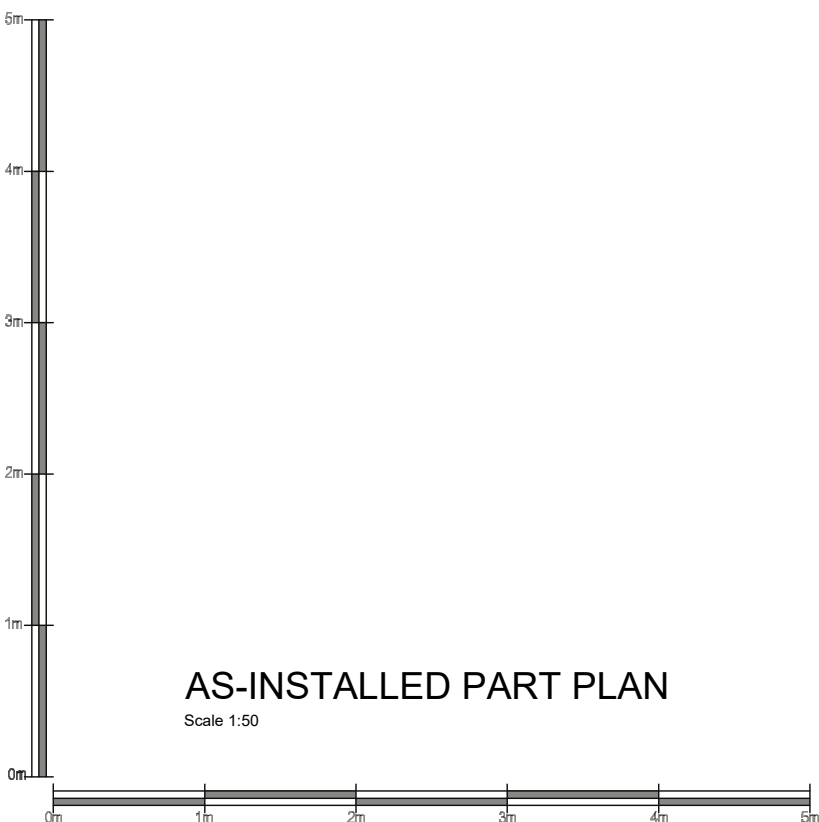 5m
4m
3m
2m
1m
AS-INSTALLED PART PLAN
Scale 1:50
0m
0m 1m 2m 3m 4m 5m